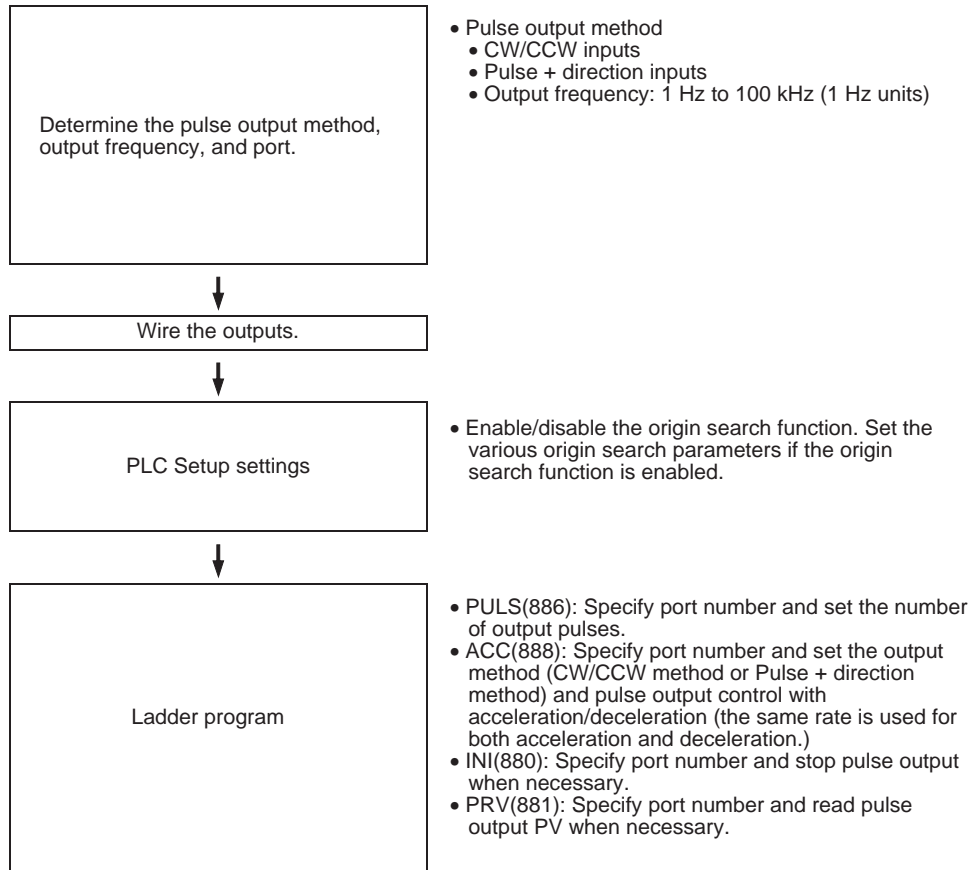 Determine the pulse output method,
output frequency, and port.
• Pulse output method
• CW/CCW inputs
• Pulse + direction inputs
• Output frequency: 1 Hz to 100 kHz (1 Hz units)
Wire the outputs.
PLC Setup settings
• Enable/disable the origin search function. Set the
various origin search parameters if the origin
search function is enabled.
Ladder program
• PULS(886): Specify port number and set the number
of output pulses.
• ACC(888): Specify port number and set the output
method (CW/CCW method or Pulse + direction
method) and pulse output control with
acceleration/deceleration (the same rate is used for
both acceleration and deceleration.)
• INI(880): Specify port number and stop pulse output
when necessary.
• PRV(881): Specify port number and read pulse
output PV when necessary.